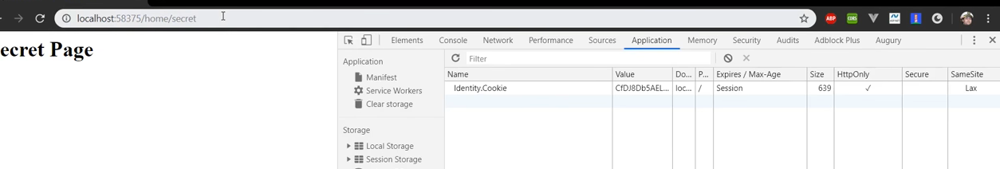 localhost:58375/home/secret
ABP CORS
ecret Page
Elements Console Network Performance Sources Application Memory Security Audits Adblock Plus Augury
Application
Manifest
Service Workers
Clear storage
Storage
Local Storage
Session Storage
Filter
Name Value Do... P... Expires / Max-Age Size HttpOnly Secure SameSite
Identity.Cookie CfDJ8Db5AEL... loc... / Session 639 ✓ Lax